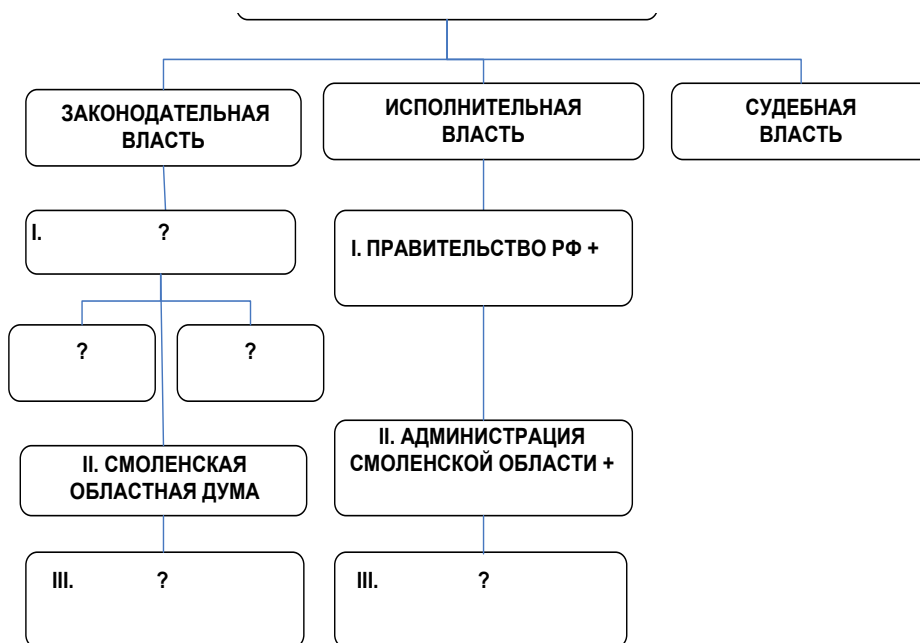 ЗАКОНОДАТЕЛЬНАЯ
ВЛАСТЬ
ИСПОЛНИТЕЛЬНАЯ
ВЛАСТЬ
СУДЕБНАЯ
ВЛАСТЬ
I. ?
I. ПРАВИТЕЛЬСТВО РФ +
?
?
II. СМОЛЕНСКАЯ
ОБЛАСТНАЯ ДУМА
II. АДМИНИСТРАЦИЯ
СМОЛЕНСКОЙ ОБЛАСТИ +
III. ?
III. ?